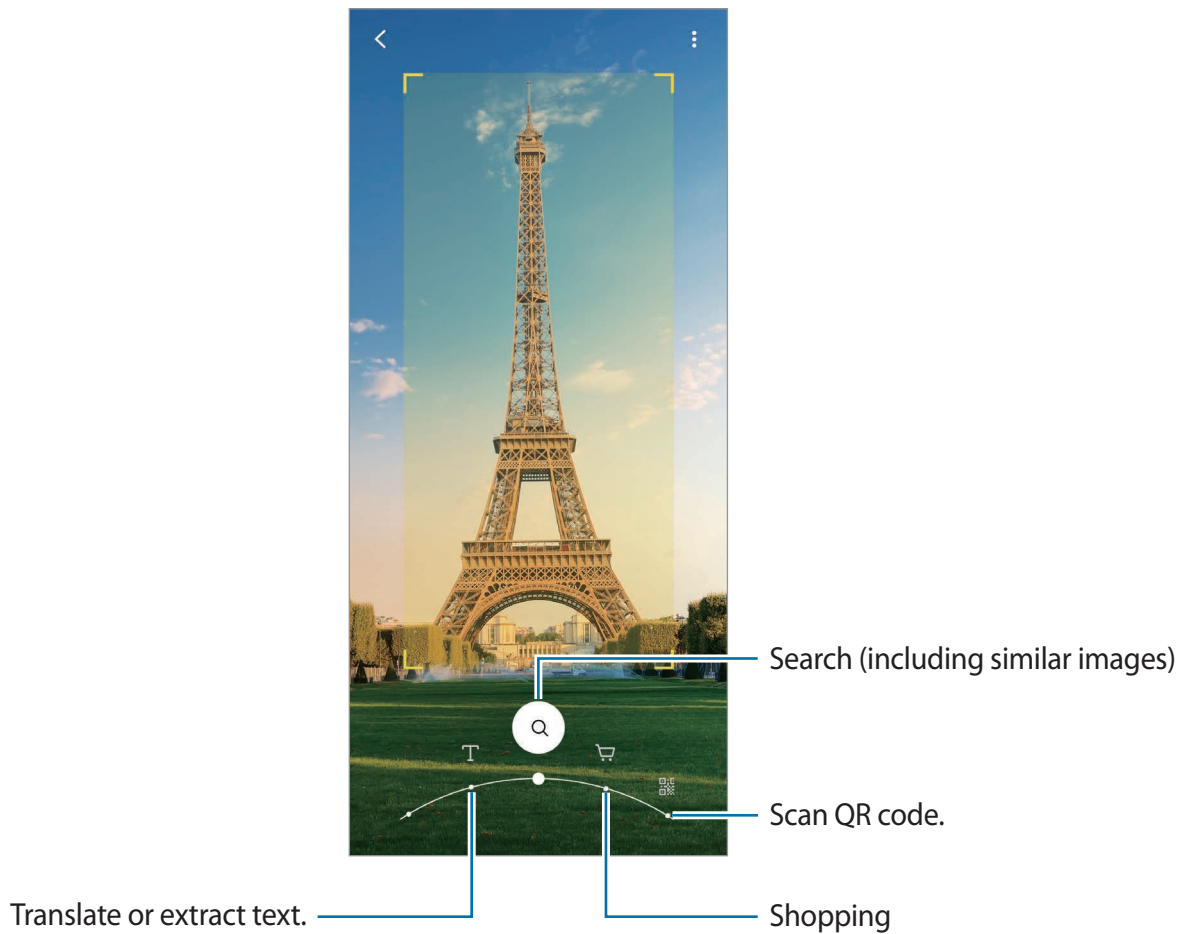 Search (including similar images)
T
Scan QR code.
Translate or extract text.
Shopping